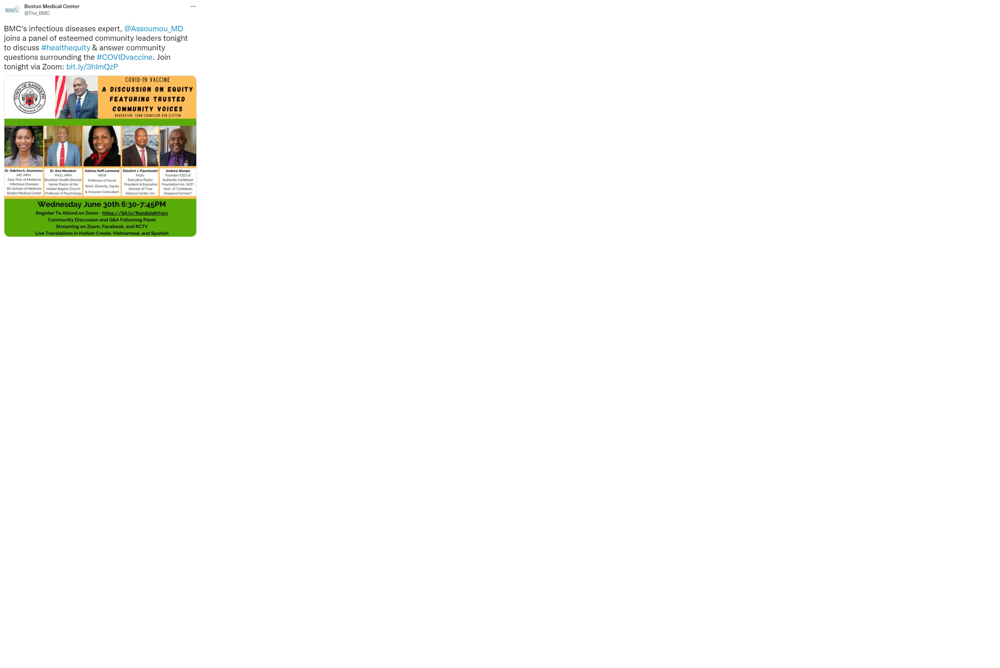 BOSTON
MEDICAL
Boston Medical Center
@The_BMC
BMC's infectious diseases expert, @Assoumou_MD
joins a panel of esteemed community leaders tonight
to discuss #healthequity & answer community
questions surrounding the #COVIDvaccine. Join
tonight via Zoom: bit.ly/3hlmQzP
TOWN OF RANDOLPH
Incorporated 1793
COVID-19 VACCINE
A DISCUSSION ON EQUITY
FEATURING TRUSTED
COMMUNITY VOICES
MODERATOR: TOWN COUNCILOR KEN CLIFTON
Dr. Sabrina A. Assoumou
MD, MPH
Asst. Prof. of Medicine
Infectious Diseases
BU School of Medicine
Boston Medical Center
Dr. Eno Mondesir
PH.D., MPH
Brockton Health Director
Senior Pastor at the
Haitian Baptist Church
Professor of Psychology
Katrina Huff-Larmond
MSW
Professor of Social
Work, Diversity, Equity
& Inclusion Consultant
Dieufort J. Fleurissaint
M.Div.
Executive Pastor
President & Executive
Director of True
Alliance Center, Inc.
Andrew Sharpe
Founder/CEO of
Authentic Caribbean
Foundation Inc. (ACF)
Host of "Caribbean
Diaspora Connect"
Wednesday June 30th 6:30-7:45PM
Register To Attend on Zoom - https://bit.ly/RandolphVaxx
Community Discussion and Q&A Following Panel
Streaming on Zoom, Facebook, and RCTV
Live Translations in Haitian Creole, Vietnamese, and Spanish